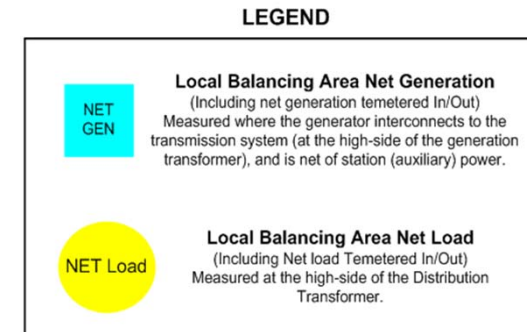 LEGEND
NET
GEN
Local Balancing Area Net Generation
(Including net generation temetered In/Out)
Measured where the generator interconnects to the
transmission system (at the high-side of the generation
transformer), and is net of station (auxiliary) power.
NET Load
Local Balancing Area Net Load
(Including Net load Temetered In/Out)
Measured at the high-side of the Distribution
Transformer.